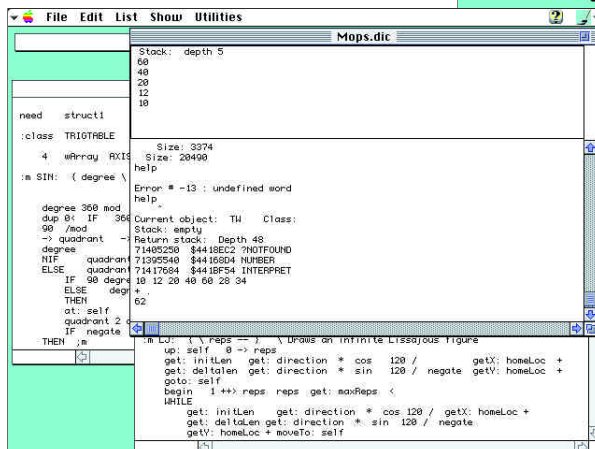 File Edit List Show Utilities
Mops.dic
Stack: depth 5
60
40
20
12
10
Size: 3374
Size: 20490
help
Error # -13 : undefined word
help
^
Current object: TW Class:
Stack: empty
Return stack: Depth 48
71405250 $4418EC2 ?NOTFOUND
71395540 $44168D4 NUMBER
71417684 $441BF54 INTERPRET
10 12 20 40 60 28 34
+ .
62
need struct1
:class TRIGTABLE
4 wArray AXIS
:m SIN: { degree \
degree 360 mod
dup 0< IF 360
90 /mod
-> quadrant -
degree
NIF quadrant
ELSE quadrant
IF 90 degre
ELSE degr
THEN
at: self
quadrant 2
IF negate
THEN ;m
:m LJ: { \ reps -- } \ Draws an infinite Lissajous figure
up: self 0 -> reps
get: initLen get: direction * cos 120 / getX: homeLoc +
get: deltaLen get: direction * sin 120 / negate getY: homeLoc +
goto: self
begin 1 ++> reps reps get: maxReps <
WHILE
get: initLen get: direction * cos 120 / getX: homeLoc +
get: deltaLen get: direction * sin 120 / negate
getY: homeLoc + moveTo: self